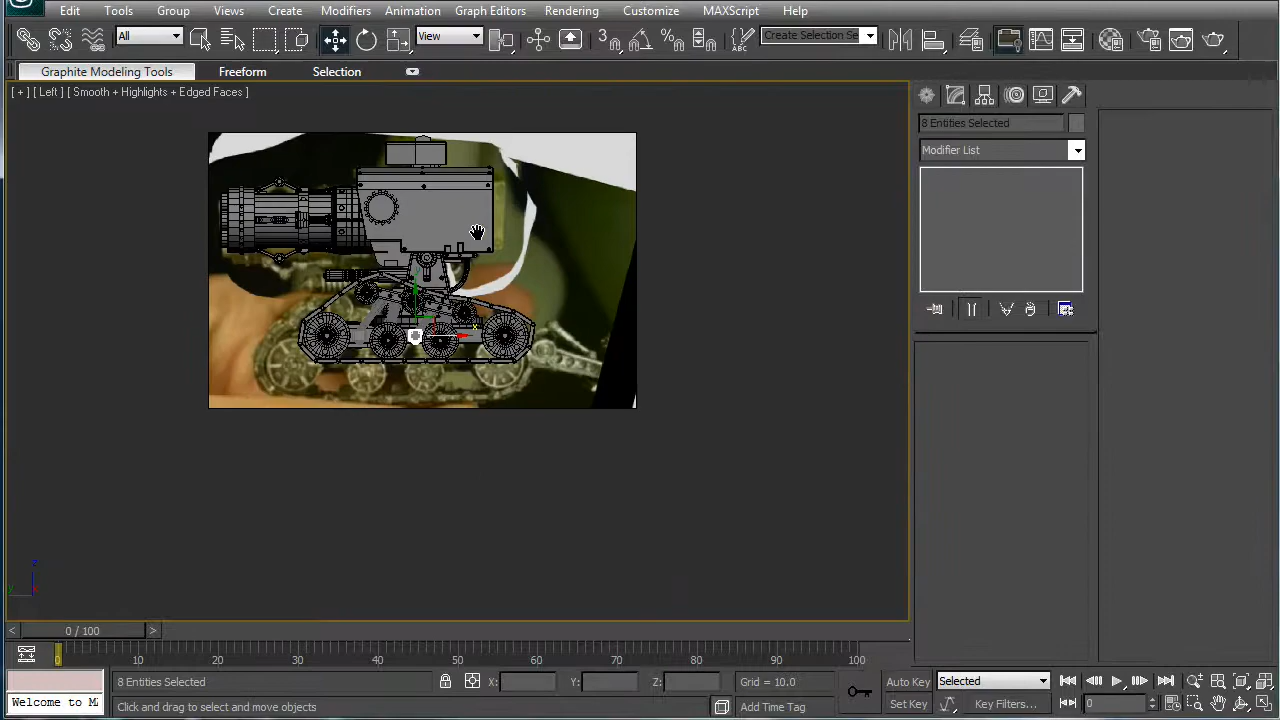 Edit Tools Group Views Create Modifiers Animation Graph Editors Rendering Customize MAXScript Help
All View 3 Create Selection Se
Graphite Modeling Tools Freeform Selection
[ + ] [ Left ] [ Smooth + Highlights + Edged Faces ]
8 Entities Selected
Modifier List
x
z
y x
< 0 / 100 >
0 10 20 30 40 50 60 70 80 90 100
8 Entities Selected X: Y: Z: Grid = 10.0 Auto Key Selected
Welcome to M: Click and drag to select and move objects Add Time Tag Set Key Key Filters... 0